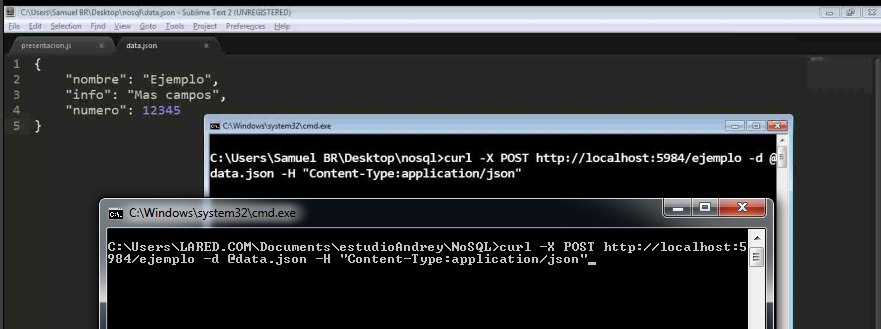 C:\Users\Samuel BR\Desktop\nosql\data.json - Sublime Text 2 (UNREGISTERED)
File Edit Selection Find View Goto Tools Project Preferences Help
presentacion.js × data.json ×
1 {
2 "nombre": "Ejemplo",
3 "info": "Mas campos",
4 "numero": 12345
5 }
C:\Windows\system32\cmd.exe
C:\Users\Samuel BR\Desktop\nosql>curl -X POST http://localhost:5984/ejemplo -d @
data.json -H "Content-Type:application/json"
C:\Windows\system32\cmd.exe
C:\Users\LARED.COM\Documents\estudioAndrey\NoSQL>curl -X POST http://localhost:5
984/ejemplo -d @data.json -H "Content-Type:application/json"_